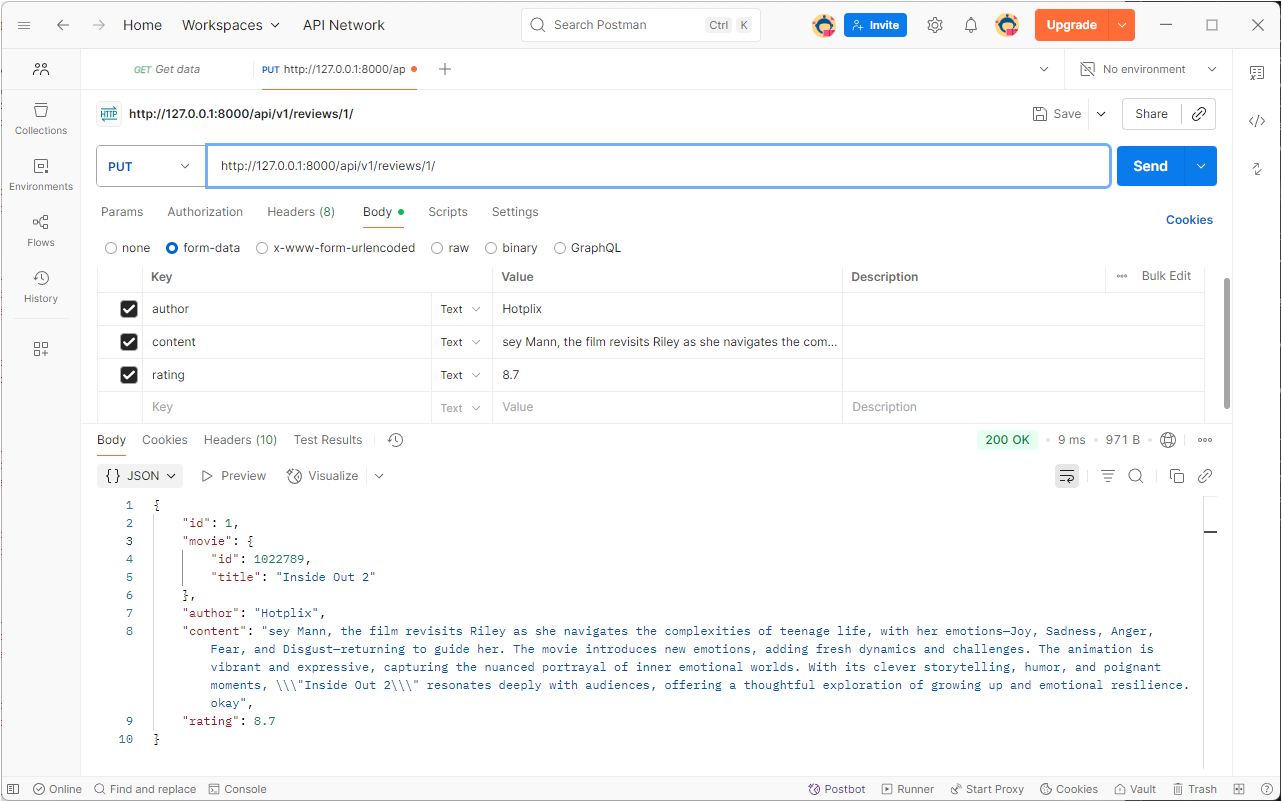 Home Workspaces API Network Search Postman Ctrl K Invite Upgrade
GET Get data PUT http://127.0.0.1:8000/ap No environment
HTTP http://127.0.0.1:8000/api/v1/reviews/1/ Save Share
Collections
Environments
Flows
History
PUT http://127.0.0.1:8000/api/v1/reviews/1/ Send
Params Authorization Headers (8) Body Scripts Settings Cookies
none form-data x-www-form-urlencoded raw binary GraphQL
Key Value Description Bulk Edit
author Text Hotplix
content Text sey Mann, the film revisits Riley as she navigates the com...
rating Text 8.7
Key Text Value Description
Body Cookies Headers (10) Test Results 200 OK 9 ms 971 B
{} JSON Preview Visualize
1 {
2 "id": 1,
3 "movie": {
4 "id": 1022789,
5 "title": "Inside Out 2"
6 },
7 "author": "Hotplix",
8 "content": "sey Mann, the film revisits Riley as she navigates the complexities of teenage life, with her emotions—Joy, Sadness, Anger,
Fear, and Disgust—returning to guide her. The movie introduces new emotions, adding fresh dynamics and challenges. The animation is
vibrant and expressive, capturing the nuanced portrayal of inner emotional worlds. With its clever storytelling, humor, and poignant
moments, \\\"Inside Out 2\\\" resonates deeply with audiences, offering a thoughtful exploration of growing up and emotional resilience.
okay",
9 "rating": 8.7
10 }
Online Find and replace Console Postbot Runner Start Proxy Cookies Vault Trash